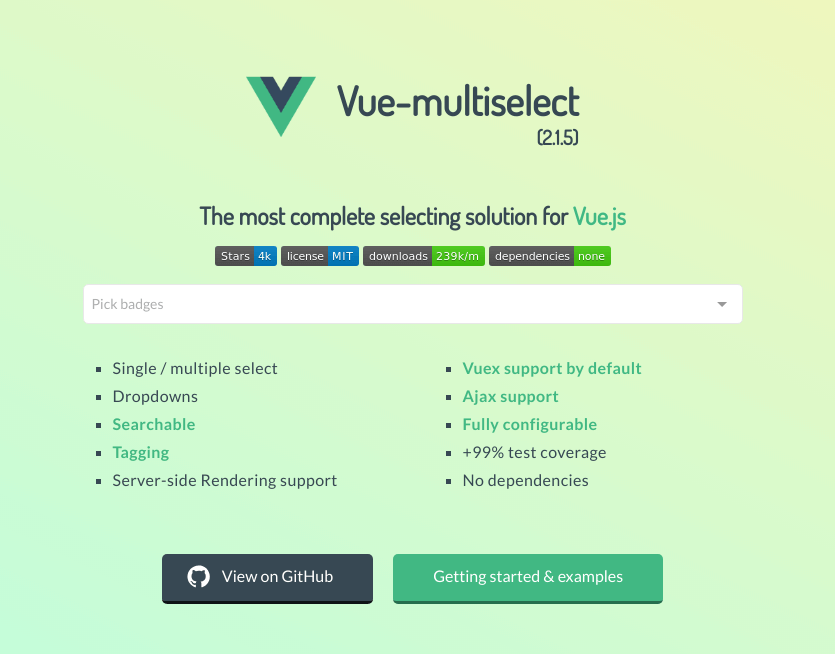 Vue-multiselect
(2.1.5)
The most complete selecting solution for Vue.js
Stars 4k license MIT downloads 239k/m dependencies none
Pick badges
Single / multiple select
Dropdowns
Searchable
Tagging
Server-side Rendering support
Vuex support by default
Ajax support
Fully configurable
+99% test coverage
No dependencies
View on GitHub
Getting started & examples